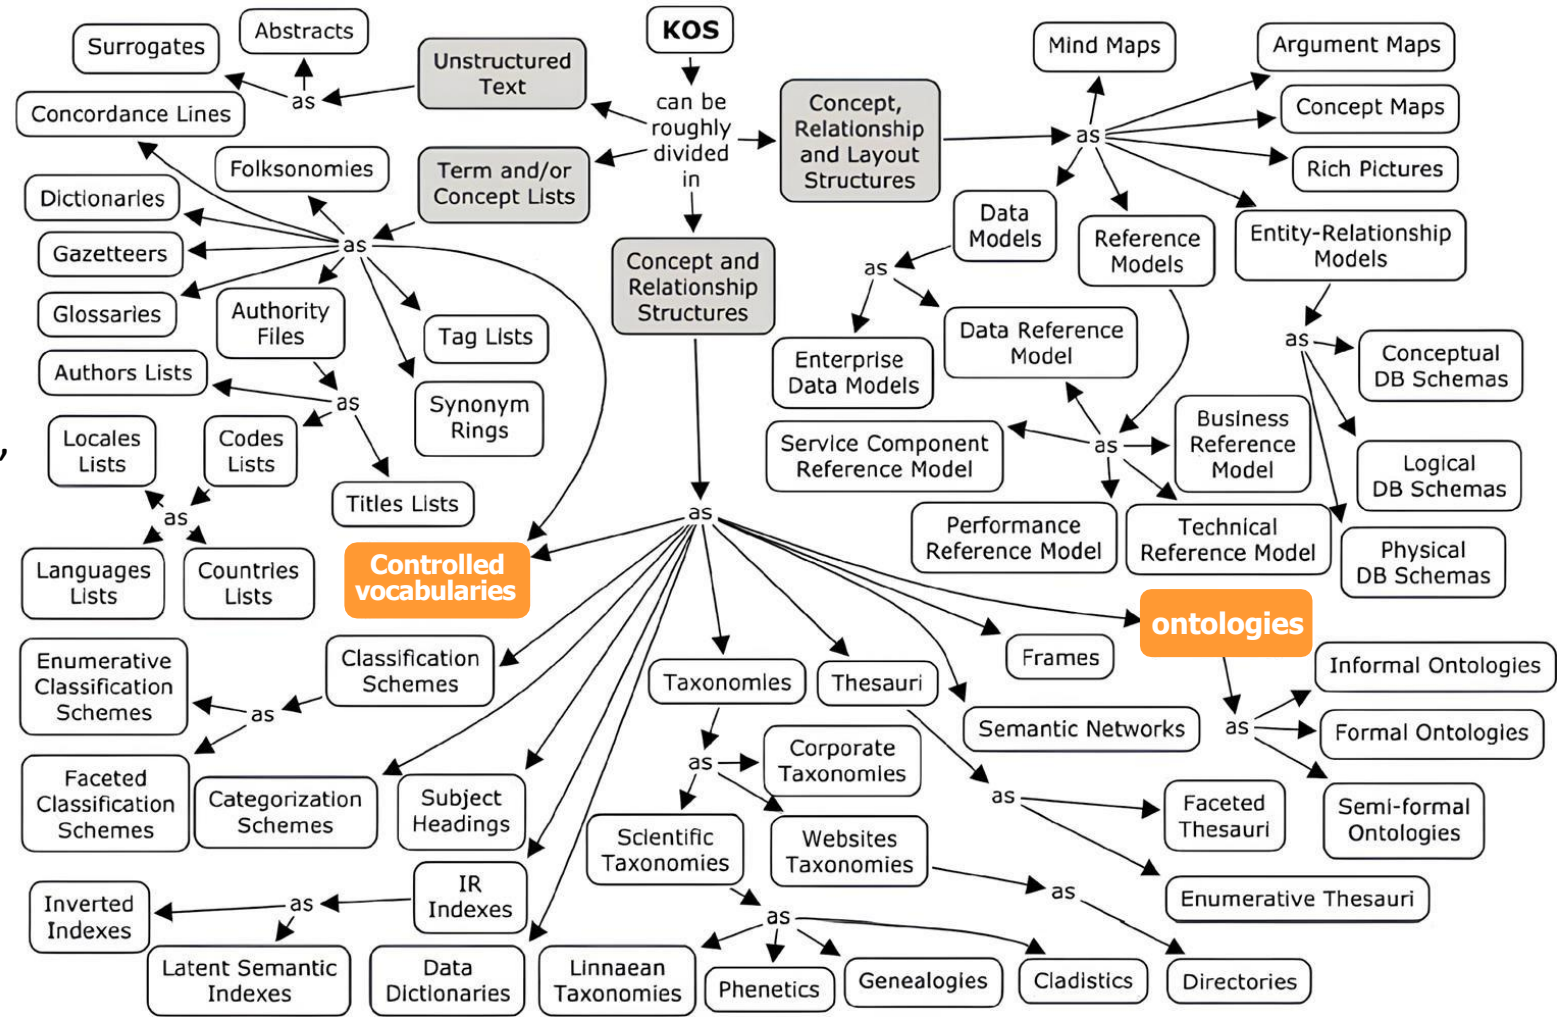 KOS
can be
roughly
divided
in
Unstructured
Text
as
Abstracts
Surrogates
Term and/or
Concept Lists
as
Concordance Lines
Folksonomies
Dictionaries
Gazetteers
Glossaries
Authority
Files
Tag Lists
Synonym
Rings
as
Authors Lists
Codes
Lists
Titles Lists
as
Locales
Lists
Languages
Lists
Countries
Lists
,
Concept,
Relationship
and Layout
Structures
as
Mind Maps
Argument Maps
Concept Maps
Rich Pictures
Data
Models
Reference
Models
Entity-Relationship
Models
as
Enterprise
Data Models
Data Reference
Model
as
Service Component
Reference Model
Business
Reference
Model
Performance
Reference Model
Technical
Reference Model
as
Conceptual
DB Schemas
Logical
DB Schemas
Physical
DB Schemas
Concept and
Relationship
Structures
as
Controlled
vocabularies
Classification
Schemes
as
Enumerative
Classification
Schemes
Faceted
Classification
Schemes
Categorization
Schemes
Subject
Headings
IR
Indexes
as
Inverted
Indexes
Latent Semantic
Indexes
Data
Dictionaries
Taxonomies
as
Corporate
Taxonomies
Scientific
Taxonomies
Websites
Taxonomies
as
Linnaean
Taxonomies
Phenetics
Genealogies
Cladistics
as
Directories
Thesauri
as
Faceted
Thesauri
Enumerative Thesauri
Semantic Networks
Frames
ontologies
as
Informal Ontologies
Formal Ontologies
Semi-formal
Ontologies